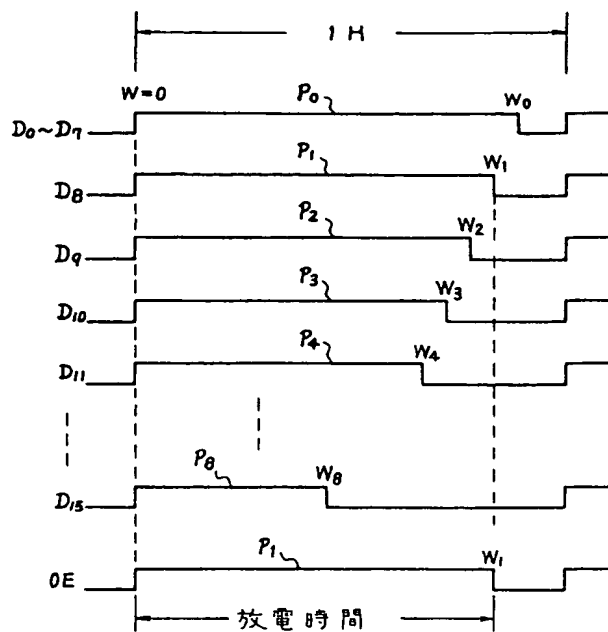 1H
W=0 P₀ W₀
D₀~D₇
P₁ W₁
D₈
P₂ W₂
D₉
P₃ W₃
D₁₀
P₄ W₄
D₁₁
P₈ W₈
D₁₅
P₁ W₁
OE
放電時間